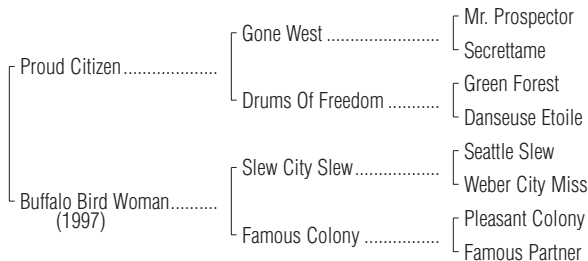 Mr. Prospector
Gone West ........................
Secrettame
Proud Citizen....................
Green Forest
Drums Of Freedom ...........
Danseuse Etoile
Seattle Slew
Slew City Slew..................
Weber City Miss
Buffalo Bird Woman..........
(1997)
Pleasant Colony
Famous Colony ................
Famous Partner